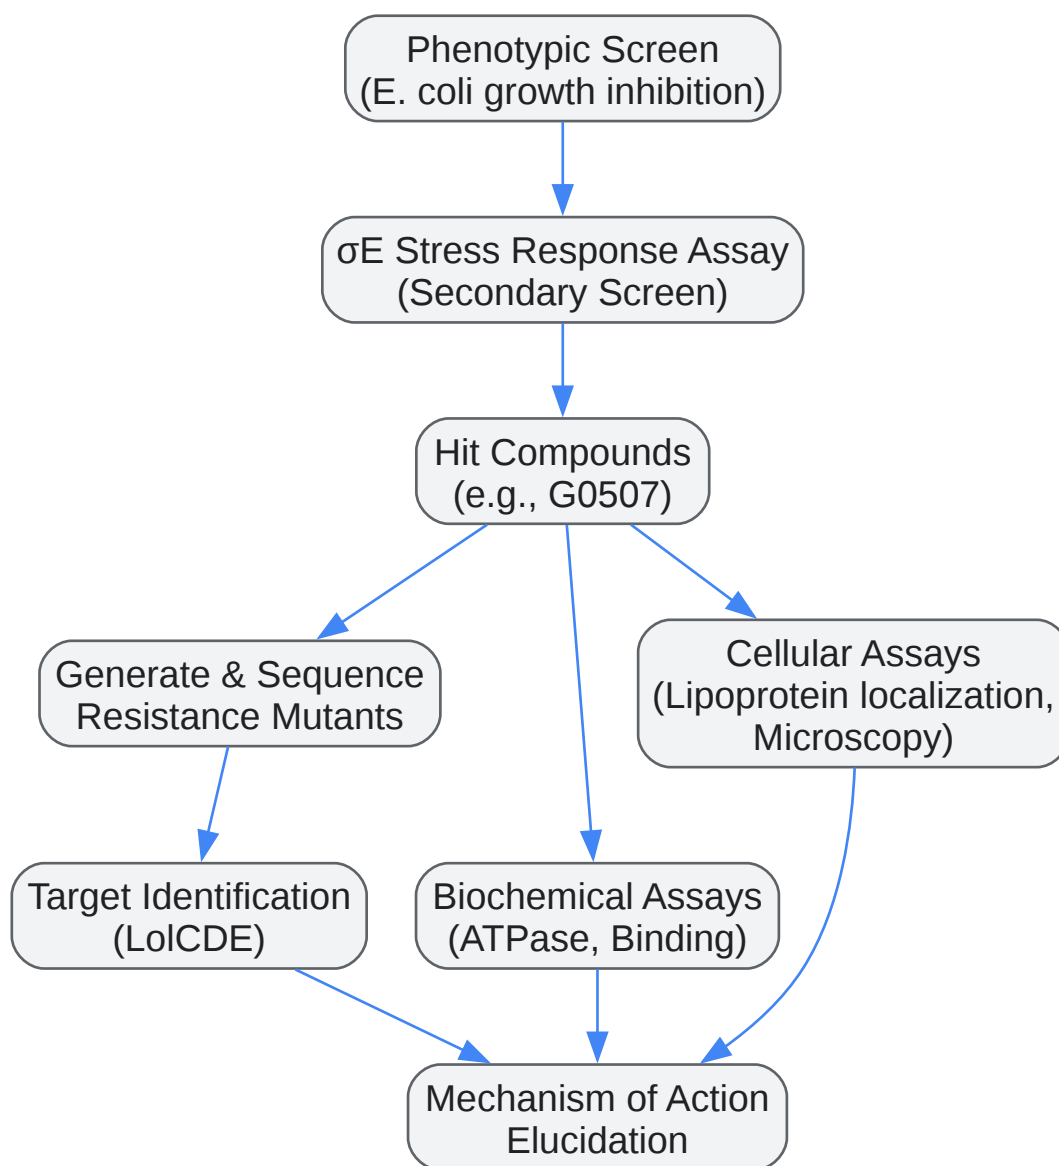 Phenotypic Screen
(E. coli growth inhibition)
σE Stress Response Assay
(Secondary Screen)
Hit Compounds
(e.g., G0507)
Generate & Sequence
Resistance Mutants
Cellular Assays
(Lipoprotein localization,
Microscopy)
Target Identification
(LolCDE)
Biochemical Assays
(ATPase, Binding)
Mechanism of Action
Elucidation